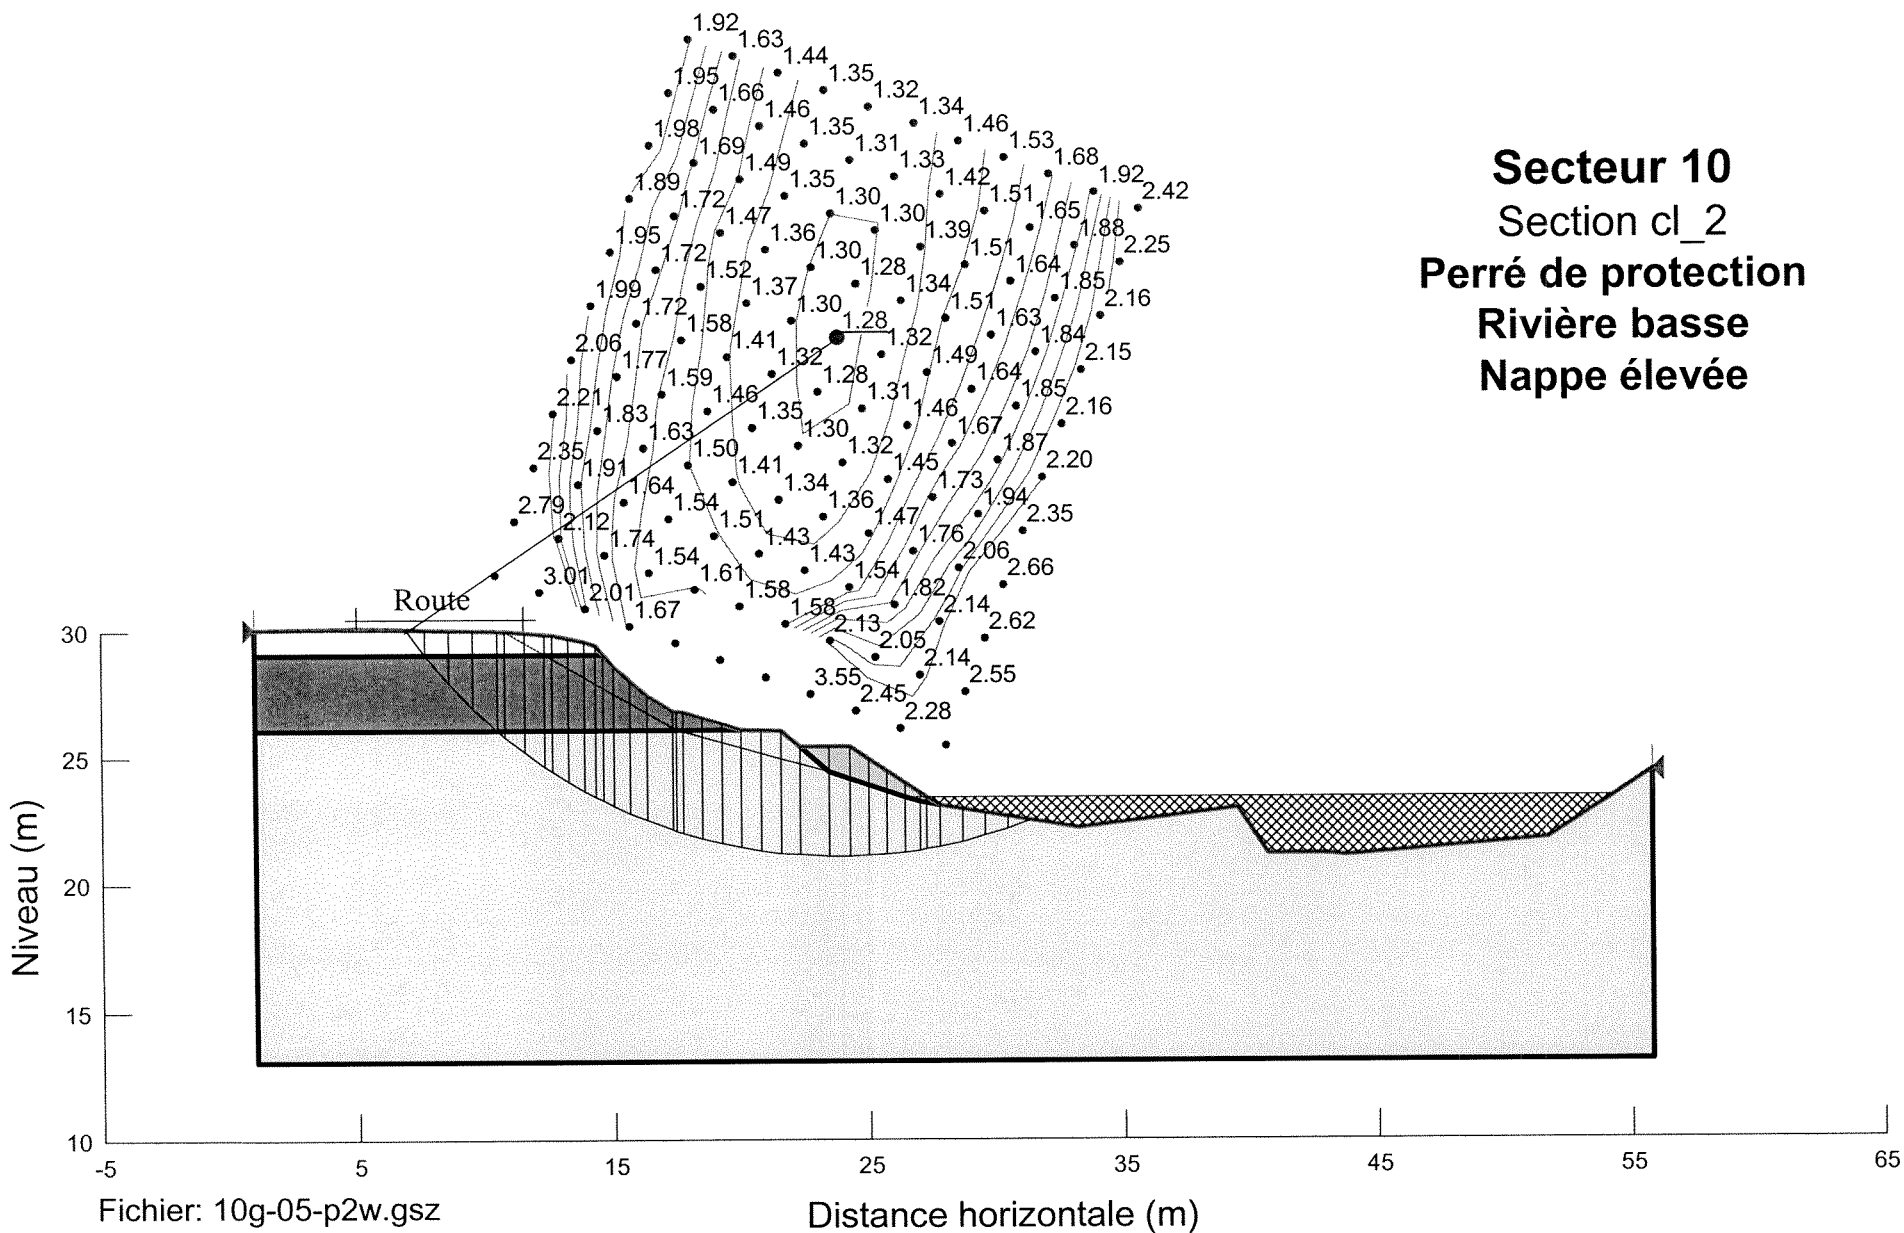 1.92 1.63 1.44 1.35 1.32 1.34 1.46 1.53 1.68 1.92 2.42
1.95 1.66 1.46 1.35 1.31 1.33 1.42 1.51 1.65 1.88 2.25
1.98 1.69 1.49 1.35 1.30 1.30 1.39 1.51 1.64 1.85 2.16
1.89 1.72 1.47 1.36 1.30 1.28 1.34 1.51 1.63 1.84 2.15
1.95 1.72 1.52 1.37 1.30 1.28 1.32 1.49 1.64 1.85 2.16
1.99 1.72 1.58 1.41 1.32 1.28 1.31 1.46 1.67 1.87 2.20
2.06 1.77 1.59 1.46 1.35 1.30 1.32 1.45 1.73 1.94 2.35
2.21 1.83 1.63 1.50 1.41 1.34 1.36 1.47 1.76 2.06 2.66
2.35 1.91 1.64 1.54 1.51 1.43 1.43 1.54 1.82 2.14 2.62
2.79 2.12 1.74 1.54 1.61 1.58 1.58 2.13 2.05 2.14 2.55
3.01 2.01 1.67 3.55 2.45 2.28
Secteur 10
Section cl_2
Perré de protection
Rivière basse
Nappe élevée
Route
Niveau (m)
30
25
20
15
10
-5 5 15 25 35 45 55 65
Fichier: 10g-05-p2w.gsz
Distance horizontale (m)